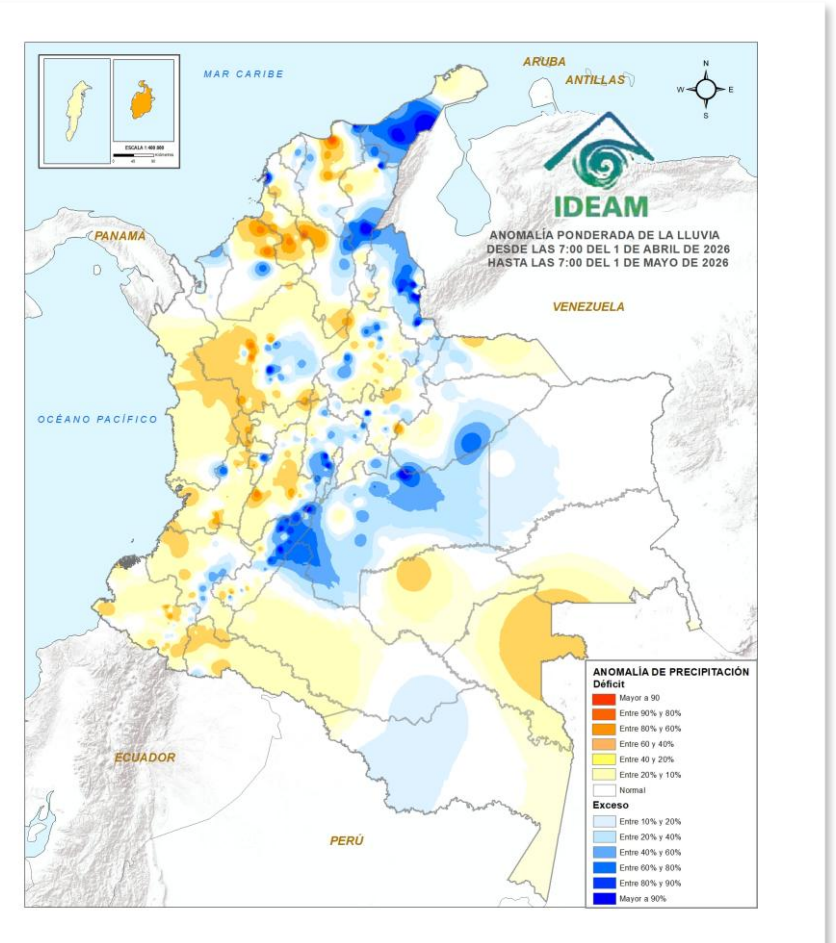 ARUBA
ANTILLAS
MAR CARIBE
N
W
E
S
ESCALA 1:400 000
IDEAM
PANAMÁ
ANOMALÍA PONDERADA DE LA LLUVIA
DESDE LAS 7:00 DEL 1 DE ABRIL DE 2026
HASTA LAS 7:00 DEL 1 DE MAYO DE 2026
VENEZUELA
OCÉANO PACÍFICO
ECUADOR
PERÚ
ANOMALÍA DE PRECIPITACIÓN
Déficit
Mayor a 90
Entre 90% y 80%
Entre 80% y 60%
Entre 60 y 40%
Entre 40 y 20%
Entre 20% y 10%
Normal
Exceso
Entre 10% y 20%
Entre 20% y 40%
Entre 40% y 60%
Entre 60% y 80%
Entre 80% y 90%
Mayor a 90%